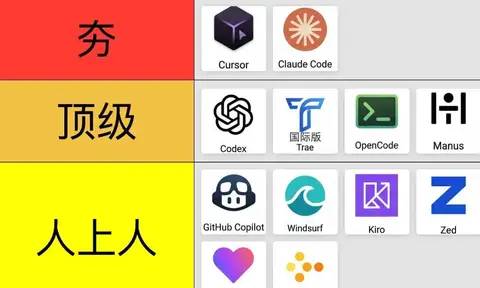 夯
Cursor
Claude Code
顶级
Codex
国际版
Trae
OpenCode
Manus
人上人
GitHub Copilot
Windsurf
Kiro
Zed